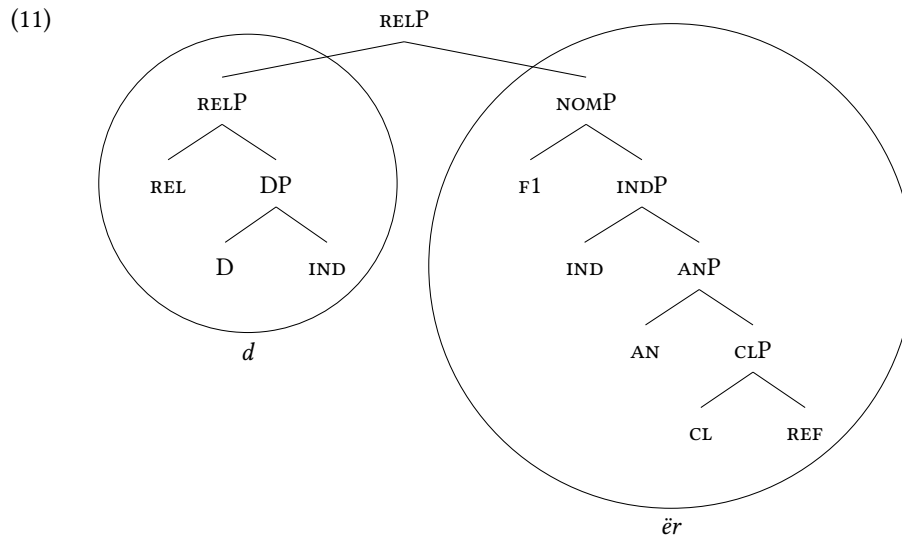 (11)
RELP
RELP NOMP
REL DP F1 INDP
D IND IND ANP
d AN CLP
CL REF
ër